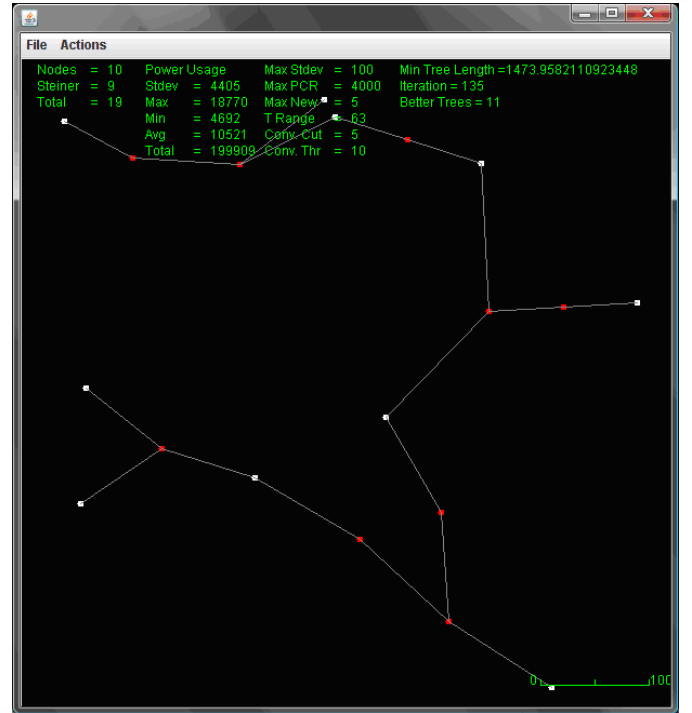 File Actions
Nodes = 10 Power Usage Max Stdev = 100 Min Tree Length =1473.9582110923448
Steiner = 9 Stdev = 4405 Max PCR = 4000 Iteration = 135
Total = 19 Max = 18770 Max New = 5 Better Trees = 11
Min = 4692 T Range = 63
Avg = 10521 Conv. Cut = 5
Total = 199909 Conv. Thr = 10
0 100